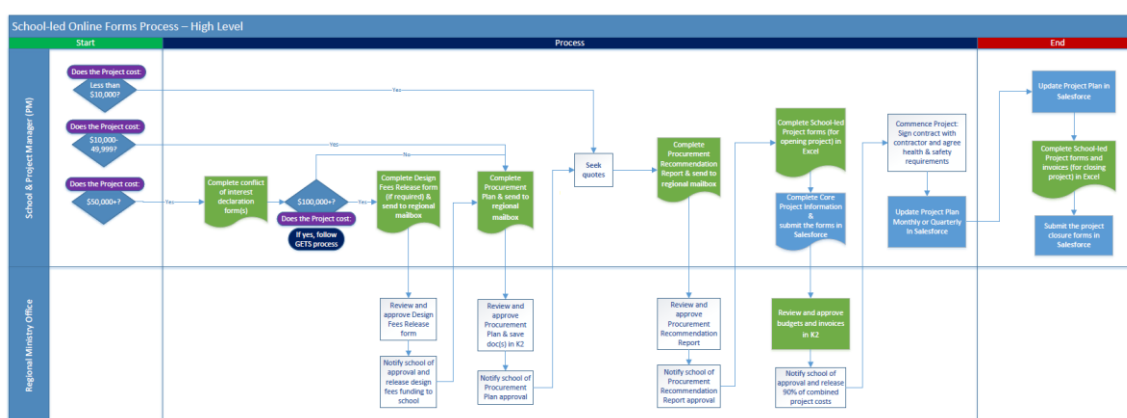 School-led Online Forms Process – High Level
Start
Process
End
School & Project Manager (PM)
Does the Project cost:
Less than
$10,000?
Yes
Does the Project cost:
$10,000-
49,999?
Yes
No
Does the Project cost:
$50,000+?
Yes
Complete conflict of
interest
declaration
form(s)
$100,000+?
Does the Project cost:
If yes, follow
GETS process
Yes
Complete Design
Fees Release form
(if required) &
send to regional
mailbox
Complete
Procurement
Plan & send to
regional
mailbox
Seek
quotes
Complete
Procurement
Recommendation
Report & send to
regional mailbox
Complete School-led
Project forms (for
opening project) in
Excel
Complete Core
Project Information
&
submit the forms in
Salesforce
Commence Project:
Sign contract with
contractor and agree
health & safety
requirements
Update Project Plan
Monthly or Quarterly
in Salesforce
Update Project Plan in
Salesforce
Complete School-led
Project forms and
invoices (for closing
project) in Excel
Submit the project
closure forms in
Salesforce
Regional Ministry Office
Review and
approve Design
Fees Release
form
Notify school of
approval and
release design
fees funding to
school
Review and
approve
Procurement
Plan & save
doc(s) in K2
Notify school of
Procurement
Plan approval
Review and
approve
Procurement
Recommendation
Report
Notify school of
Procurement
Recommendation
Report approval
Review and approve
budgets and invoices
in K2
Notify school of
approval and release
90% of combined
project costs